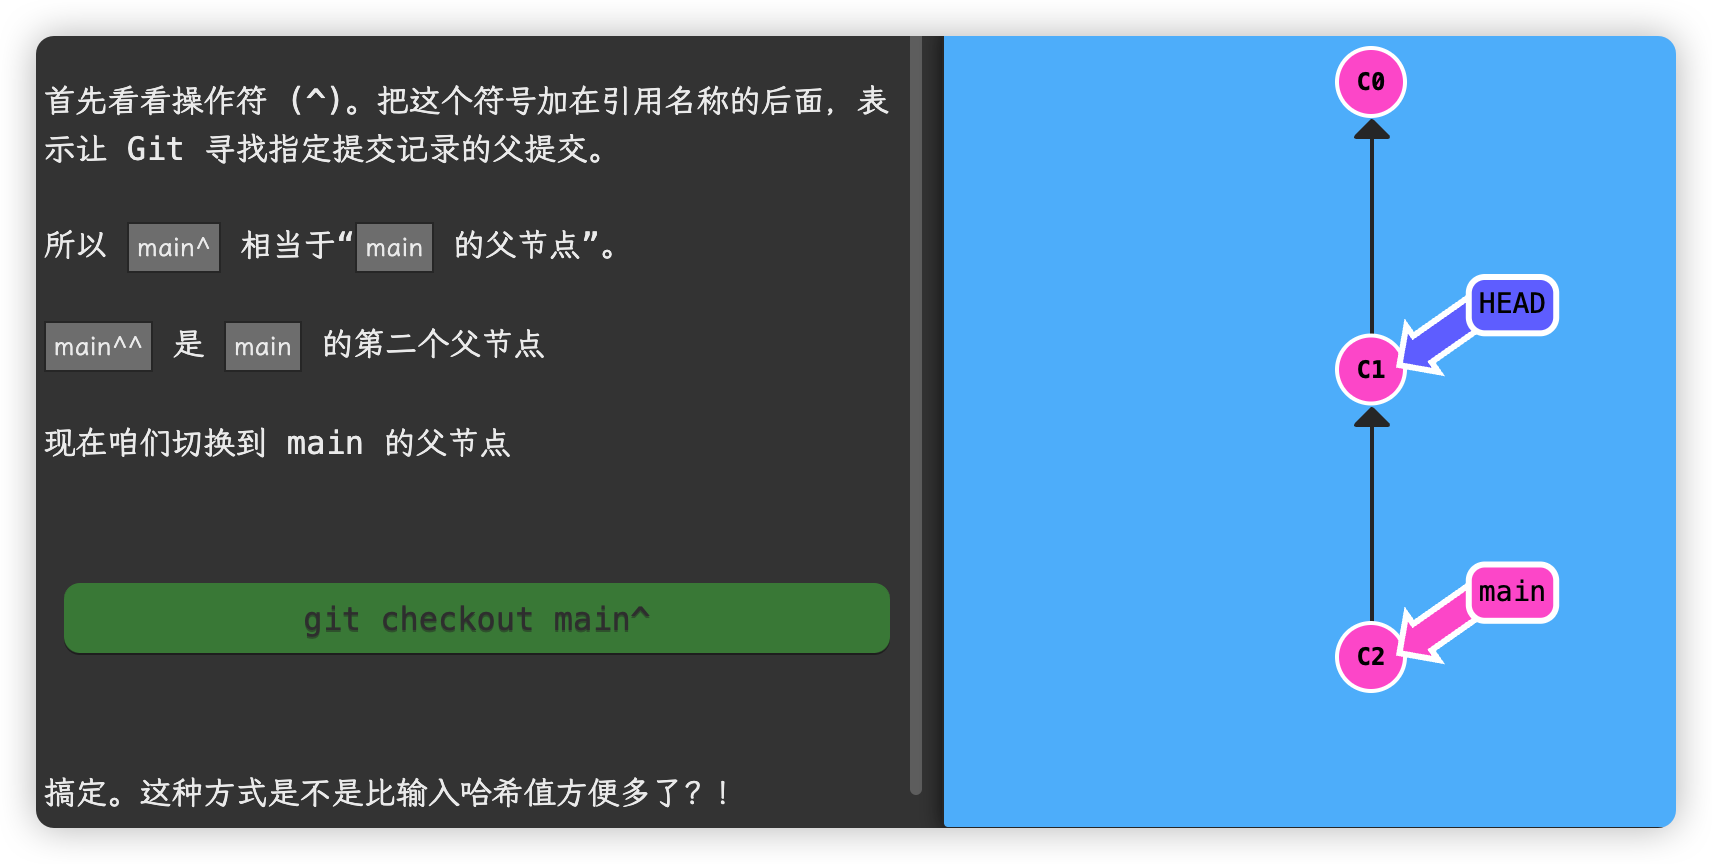 首先看看操作符 (^)。把这个符号加在引用名称的后面，表
示让 Git 寻找指定提交记录的父提交。
所以 main^ 相当于“main 的父节点”。
main^^ 是 main 的第二个父节点
现在咱们切换到 main 的父节点
git checkout main^
搞定。这种方式是不是比输入哈希值方便多了？！
C0
HEAD
C1
main
C2